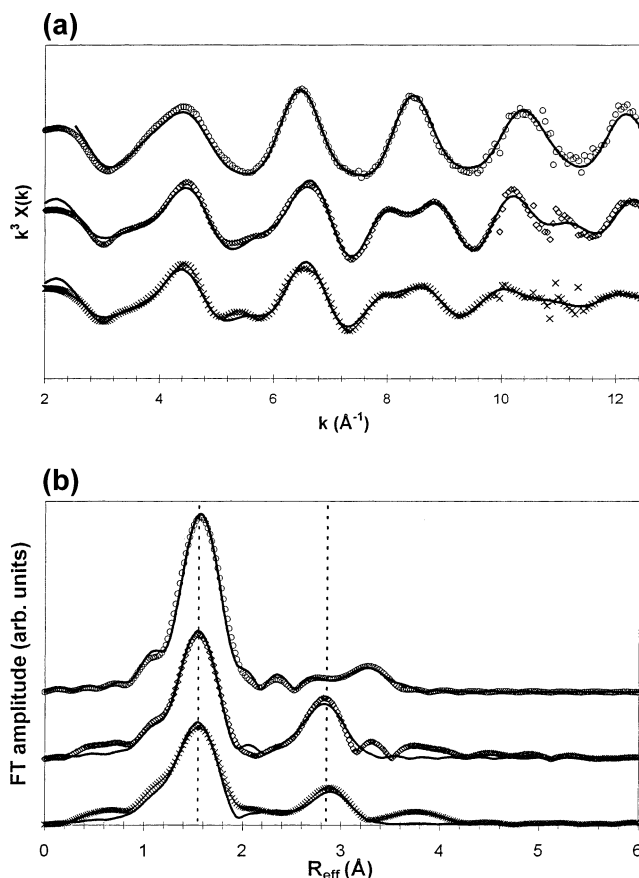 (a)
k³ X(k)
2 4 6 8 10 12
k (Å⁻¹)
(b)
FT amplitude (arb. units)
0 1 2 3 4 5 6
R_eff (Å)